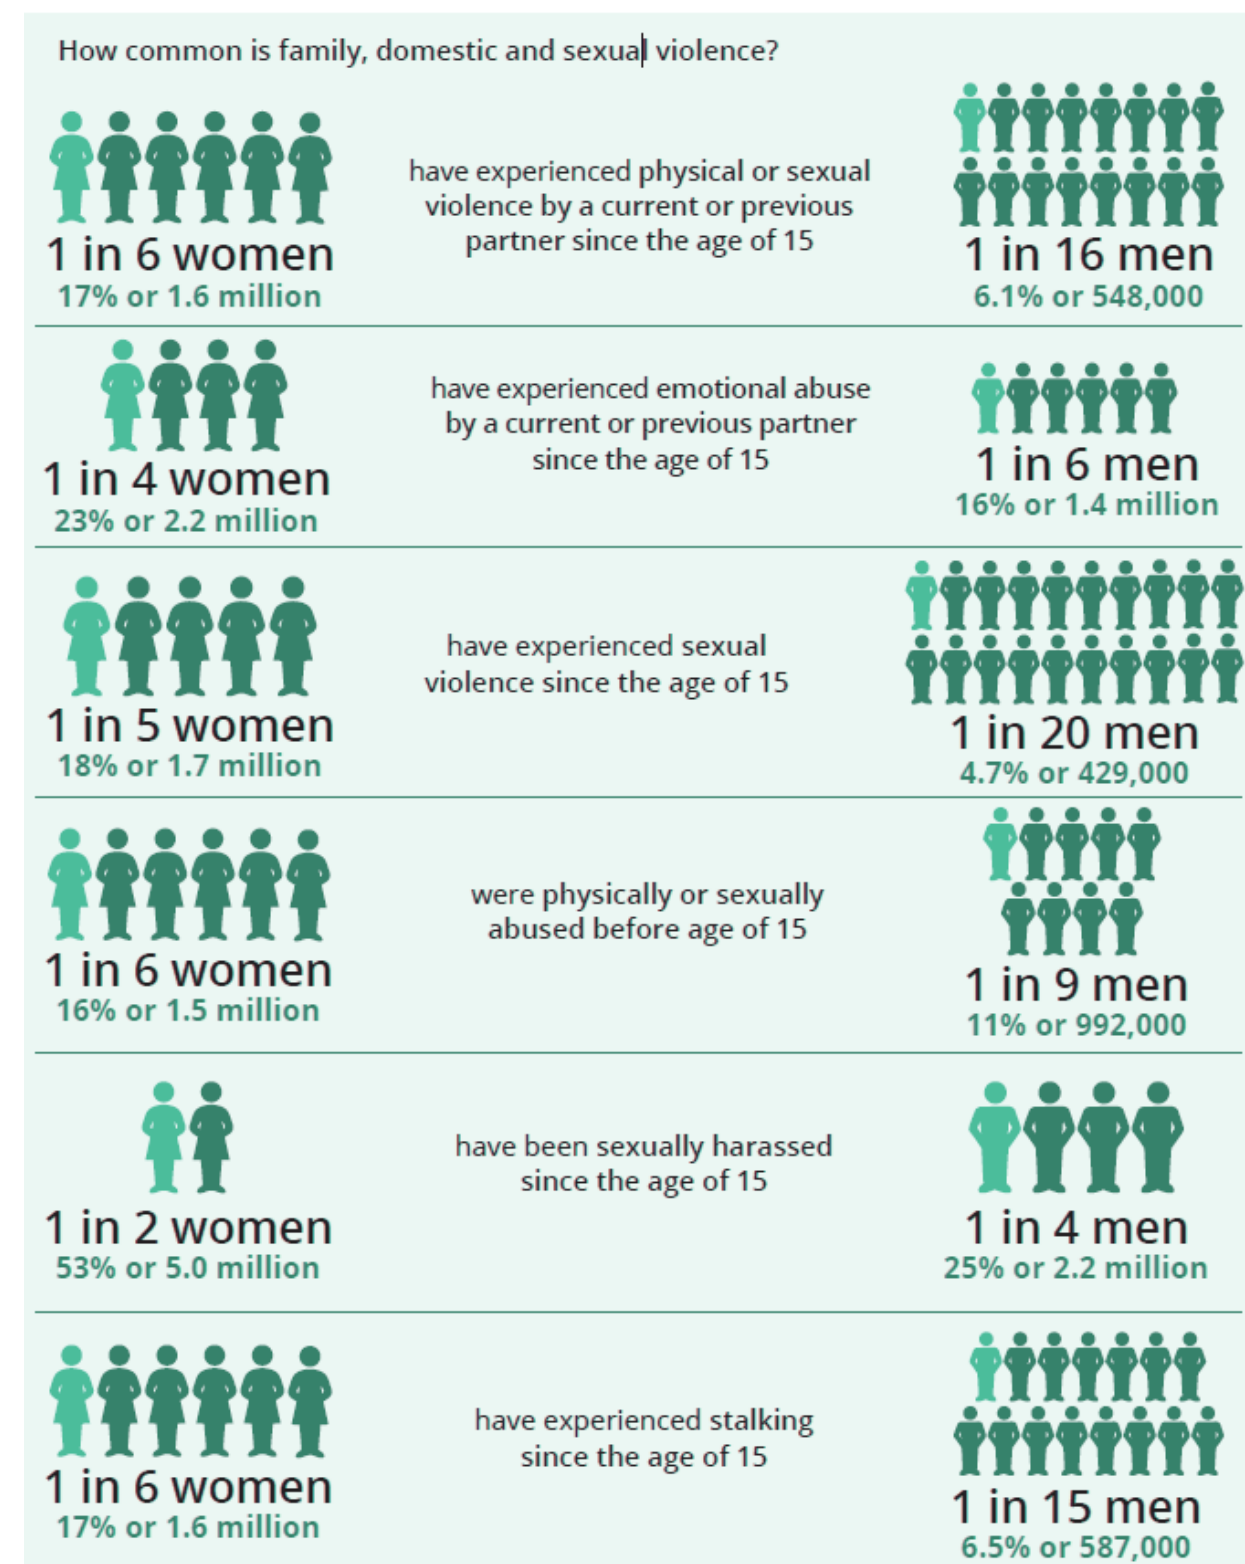 How common is family, domestic and sexual violence?
1 in 6 women
17% or 1.6 million
have experienced physical or sexual
violence by a current or previous
partner since the age of 15
1 in 16 men
6.1% or 548,000
1 in 4 women
23% or 2.2 million
have experienced emotional abuse
by a current or previous partner
since the age of 15
1 in 6 men
16% or 1.4 million
1 in 5 women
18% or 1.7 million
have experienced sexual
violence since the age of 15
1 in 20 men
4.7% or 429,000
1 in 6 women
16% or 1.5 million
were physically or sexually
abused before age of 15
1 in 9 men
11% or 992,000
1 in 2 women
53% or 5.0 million
have been sexually harassed
since the age of 15
1 in 4 men
25% or 2.2 million
1 in 6 women
17% or 1.6 million
have experienced stalking
since the age of 15
1 in 15 men
6.5% or 587,000